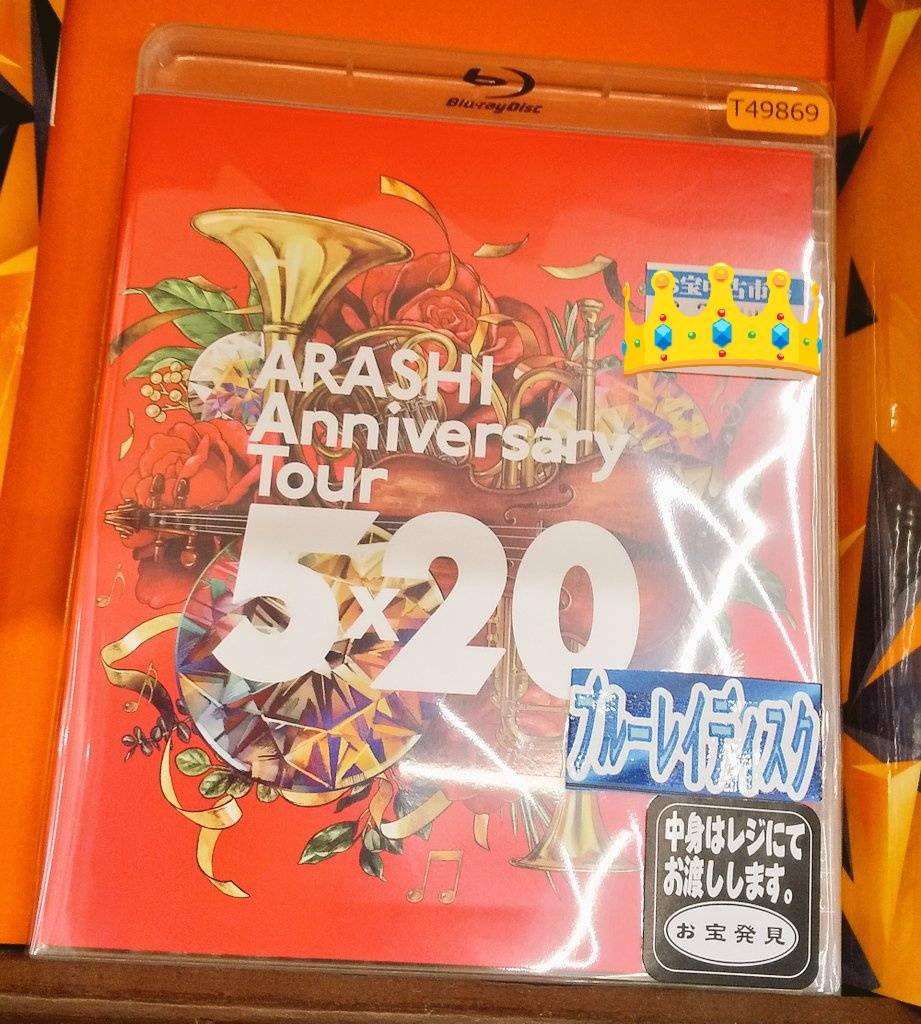 Blu-ray Disc
T49869
ARASHI
Anniversary
Tour
5×20
ブルーレイディスク
中身はレジにて
お渡しします。
お宝発見